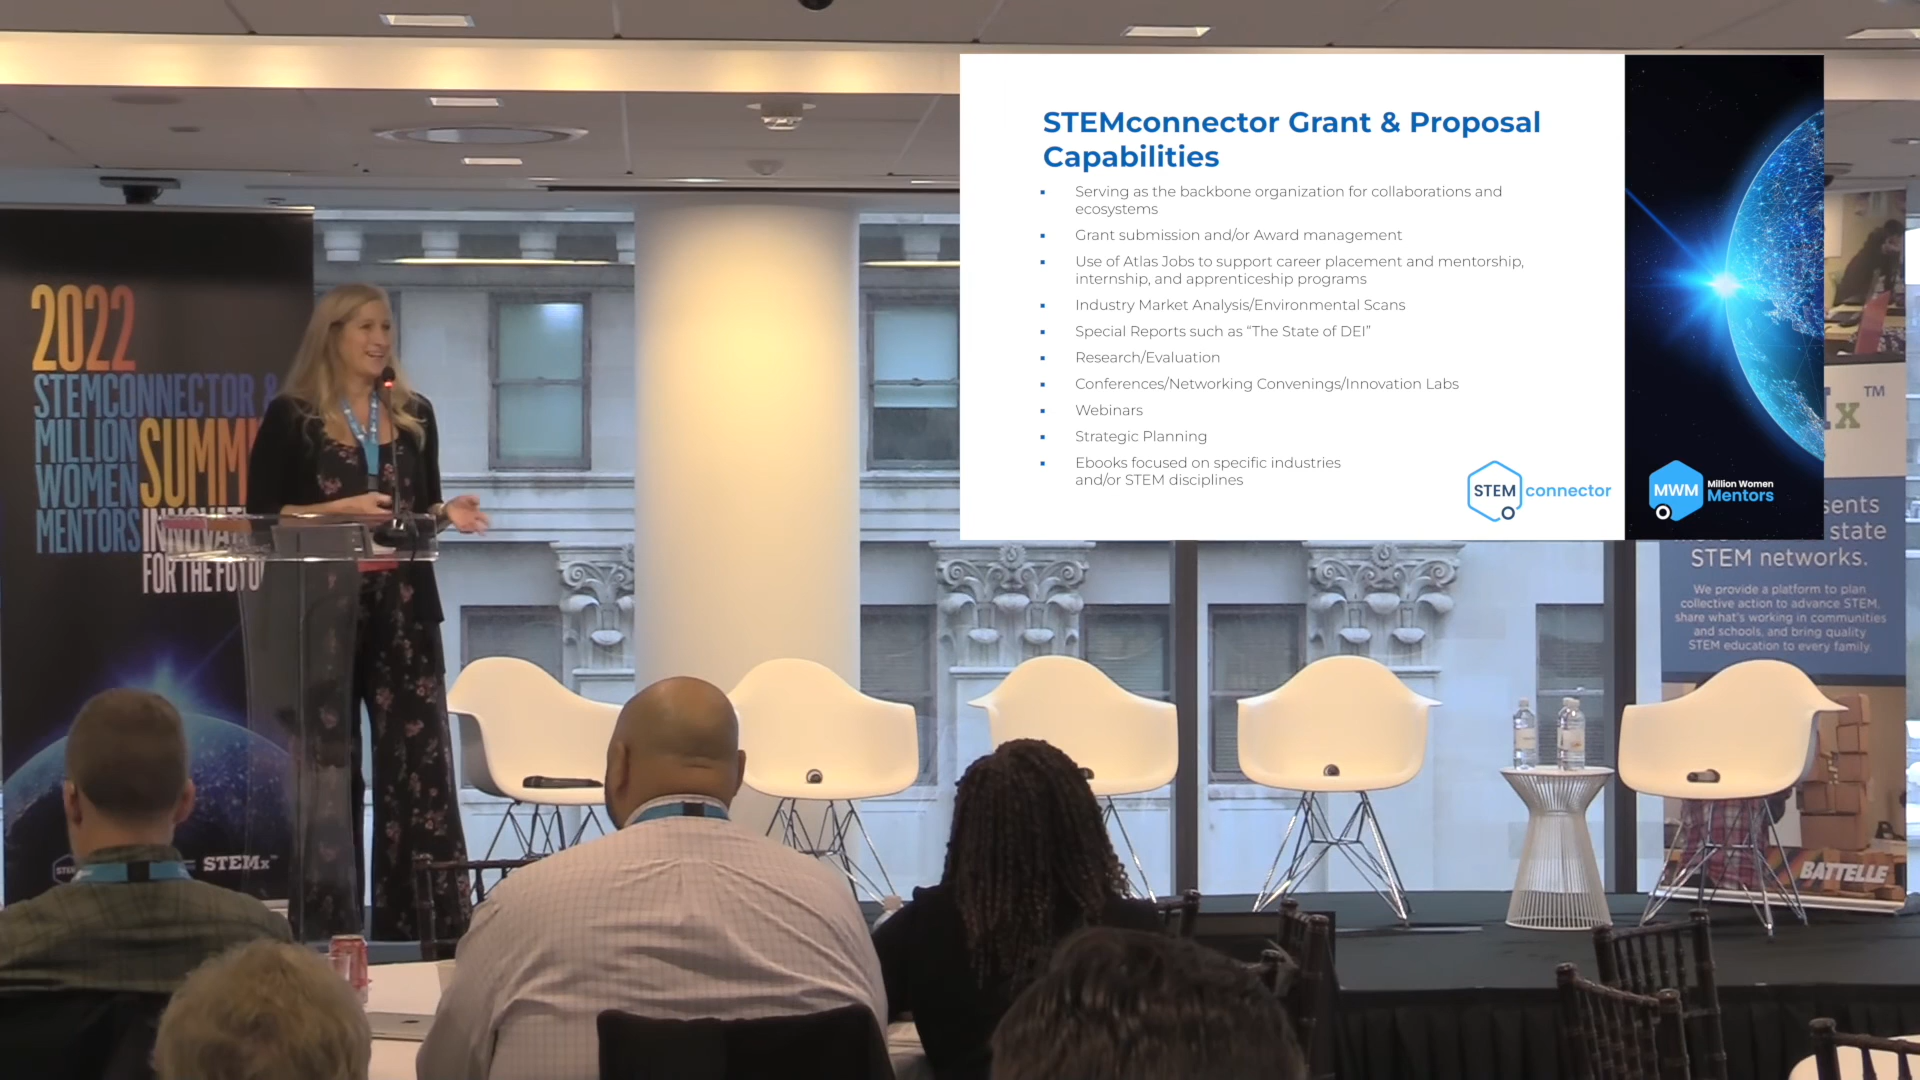 2022
STEMCONNECTOR &
MILLION
WOMEN
MENTORS
SUMM
INNOVAT
FOR THE FUTU
STEMx
STEMconnector Grant & Proposal
Capabilities
▪ Serving as the backbone organization for collaborations and
ecosystems
▪ Grant submission and/or Award management
▪ Use of Atlas Jobs to support career placement and mentorship,
internship, and apprenticeship programs
▪ Industry Market Analysis/Environmental Scans
▪ Special Reports such as “The State of DEI”
▪ Research/Evaluation
▪ Conferences/Networking Convenings/Innovation Labs
▪ Webinars
▪ Strategic Planning
▪ Ebooks focused on specific industries
and/or STEM disciplines
STEM connector
MWM Million Women
Mentors
x™
sents
state
STEM networks.
We provide a platform to plan
collective action to advance STEM,
share what's working in communities
and schools, and bring quality
STEM education to every family.
BATTELLE